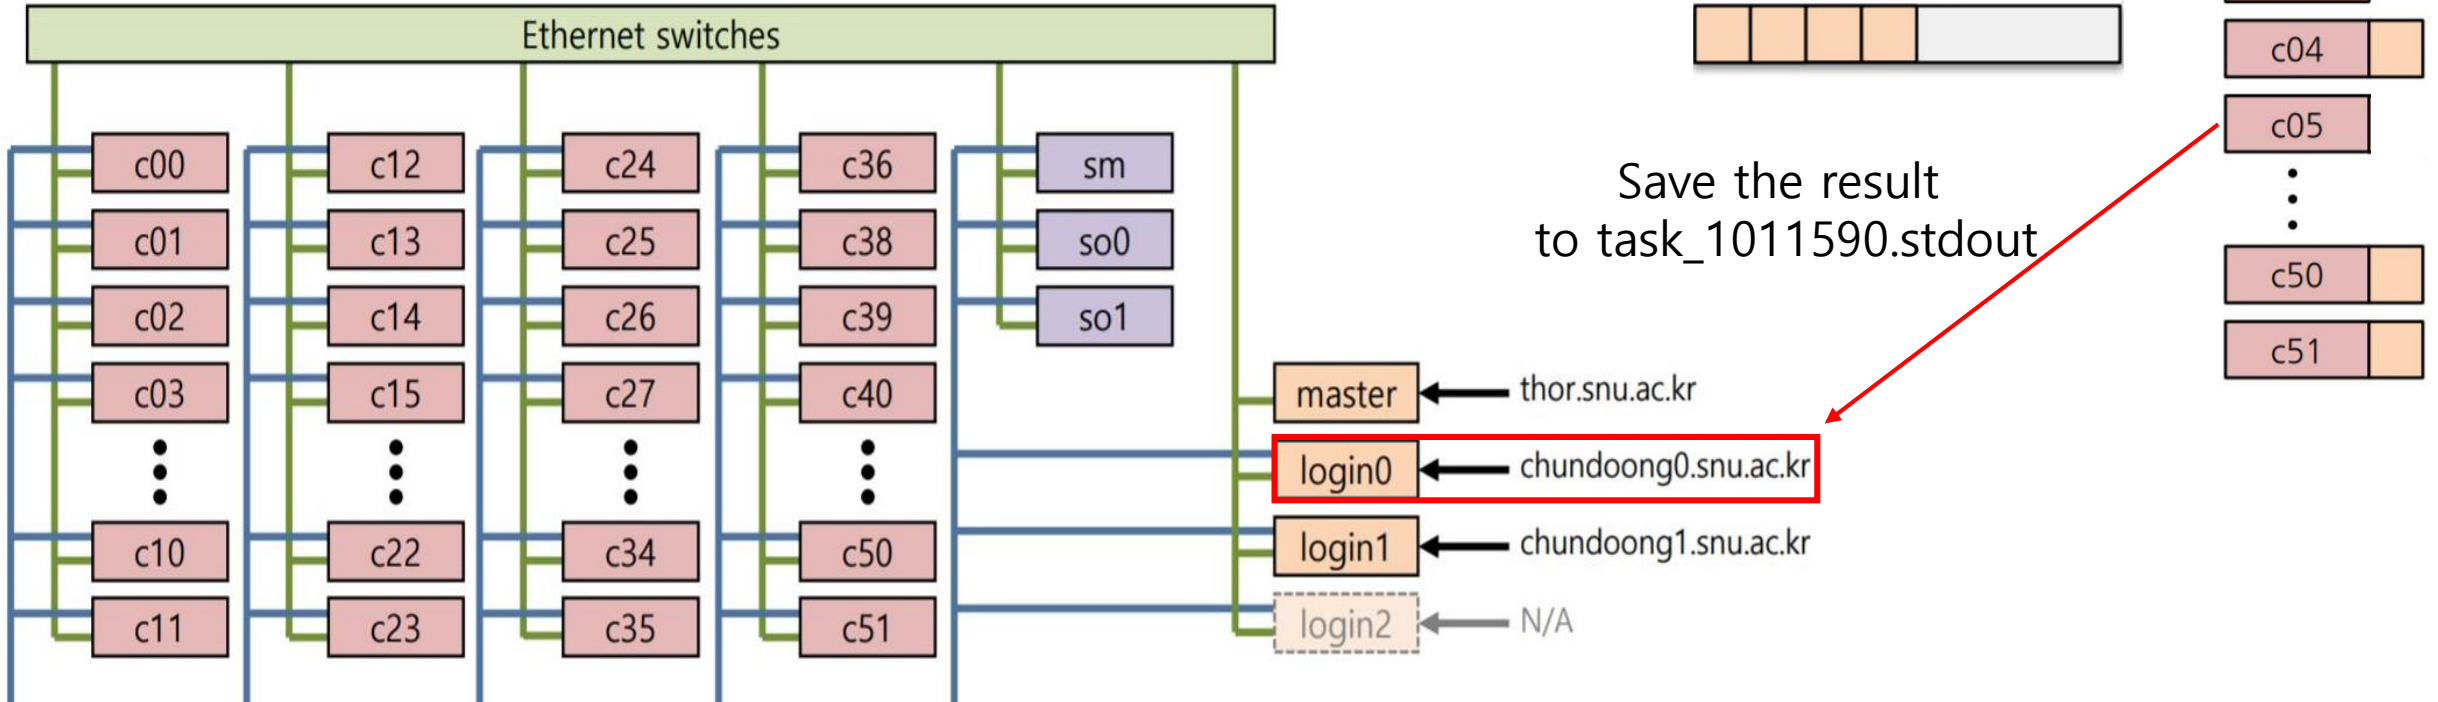 Ethernet switches
c00
c01
c02
c03
c10
c11
c12
c13
c14
c15
c22
c23
c24
c25
c26
c27
c34
c35
c36
c38
c39
c40
c50
c51
sm
so0
so1
master
thor.snu.ac.kr
login0
chundoong0.snu.ac.kr
login1
chundoong1.snu.ac.kr
login2
N/A
Save the result
to task_1011590.stdout
c04
c05
c50
c51